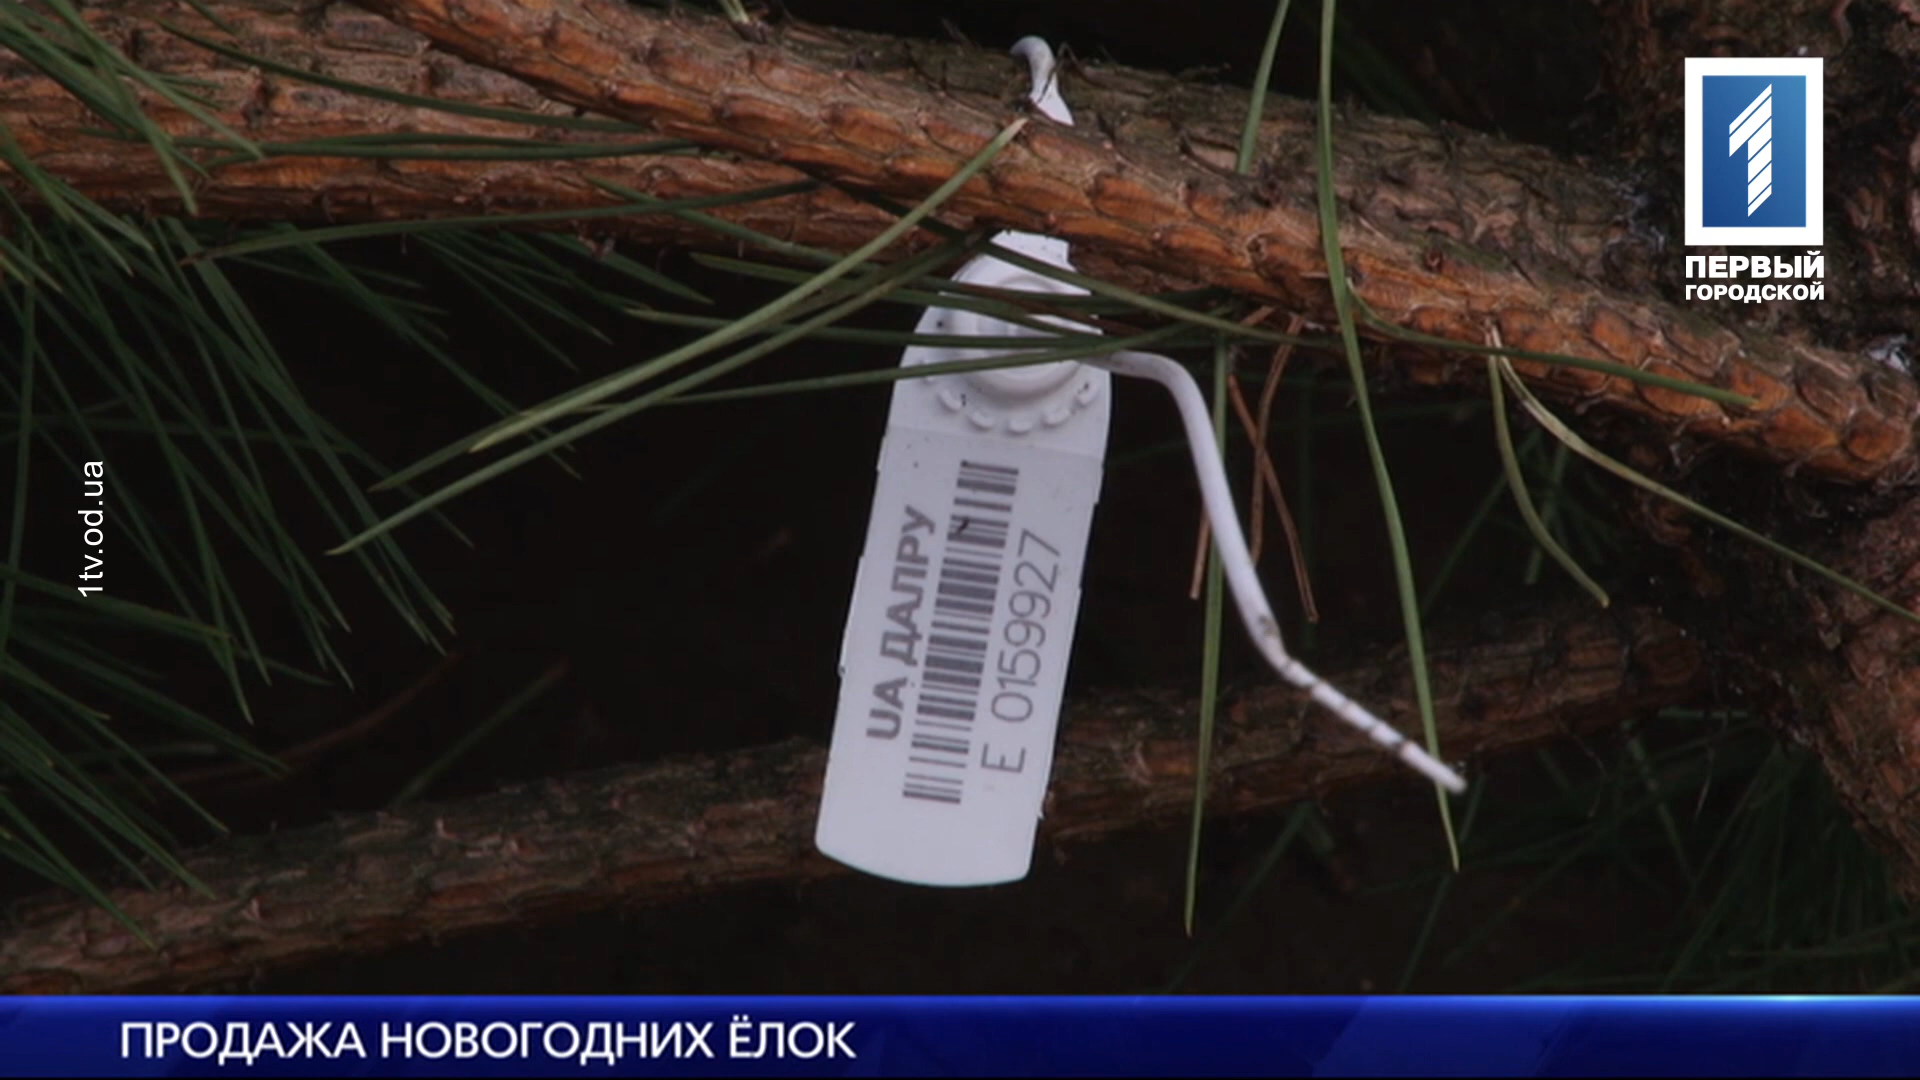 ПЕРВЫЙ
ГОРОДСКОЙ
1tv.od.ua
UA ДАЛРУ
E 01599927
ПРОДАЖА НОВОГОДНИХ ЁЛОК